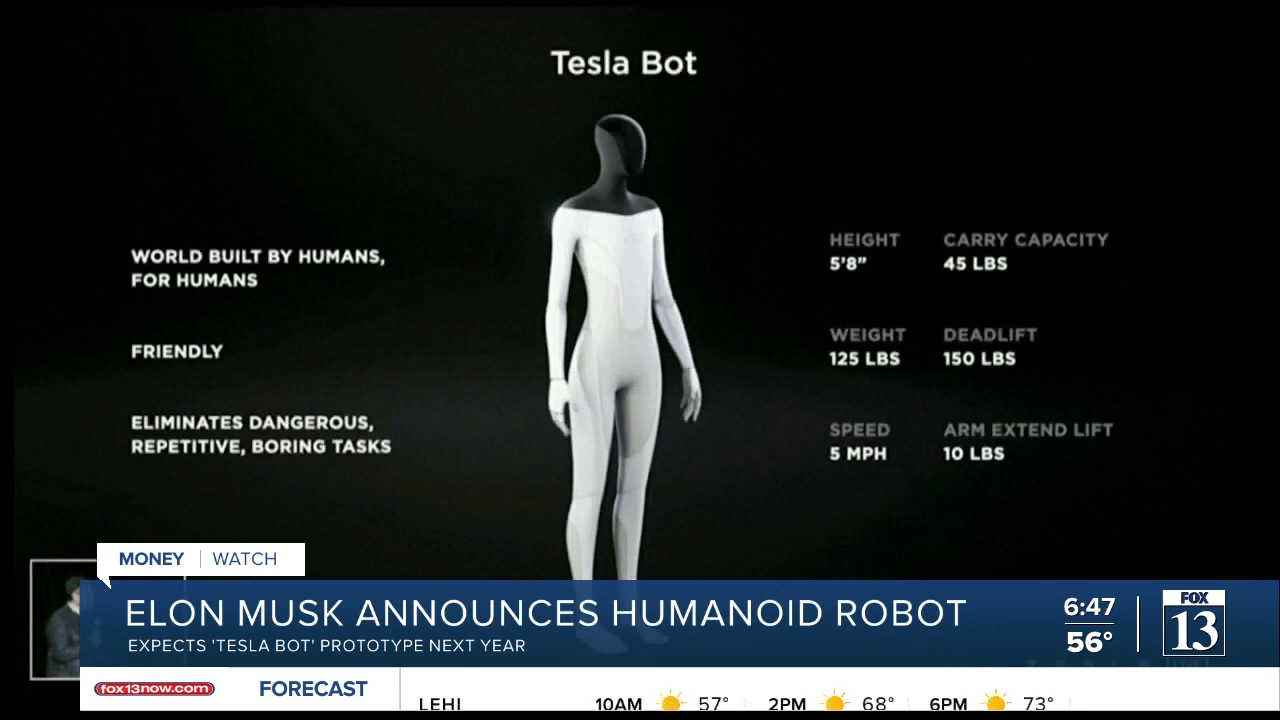 Tesla Bot
WORLD BUILT BY HUMANS,
FOR HUMANS
FRIENDLY
ELIMINATES DANGEROUS,
REPETITIVE, BORING TASKS
HEIGHT CARRY CAPACITY
5'8” 45 LBS
WEIGHT DEADLIFT
125 LBS 150 LBS
SPEED ARM EXTEND LIFT
5 MPH 10 LBS
MONEY WATCH
ELON MUSK ANNOUNCES HUMANOID ROBOT
EXPECTS 'TESLA BOT' PROTOTYPE NEXT YEAR
6:47
56°
FOX
13
fox13now.com FORECAST
LEHI 10AM 57° 2PM 68° 6PM 73°